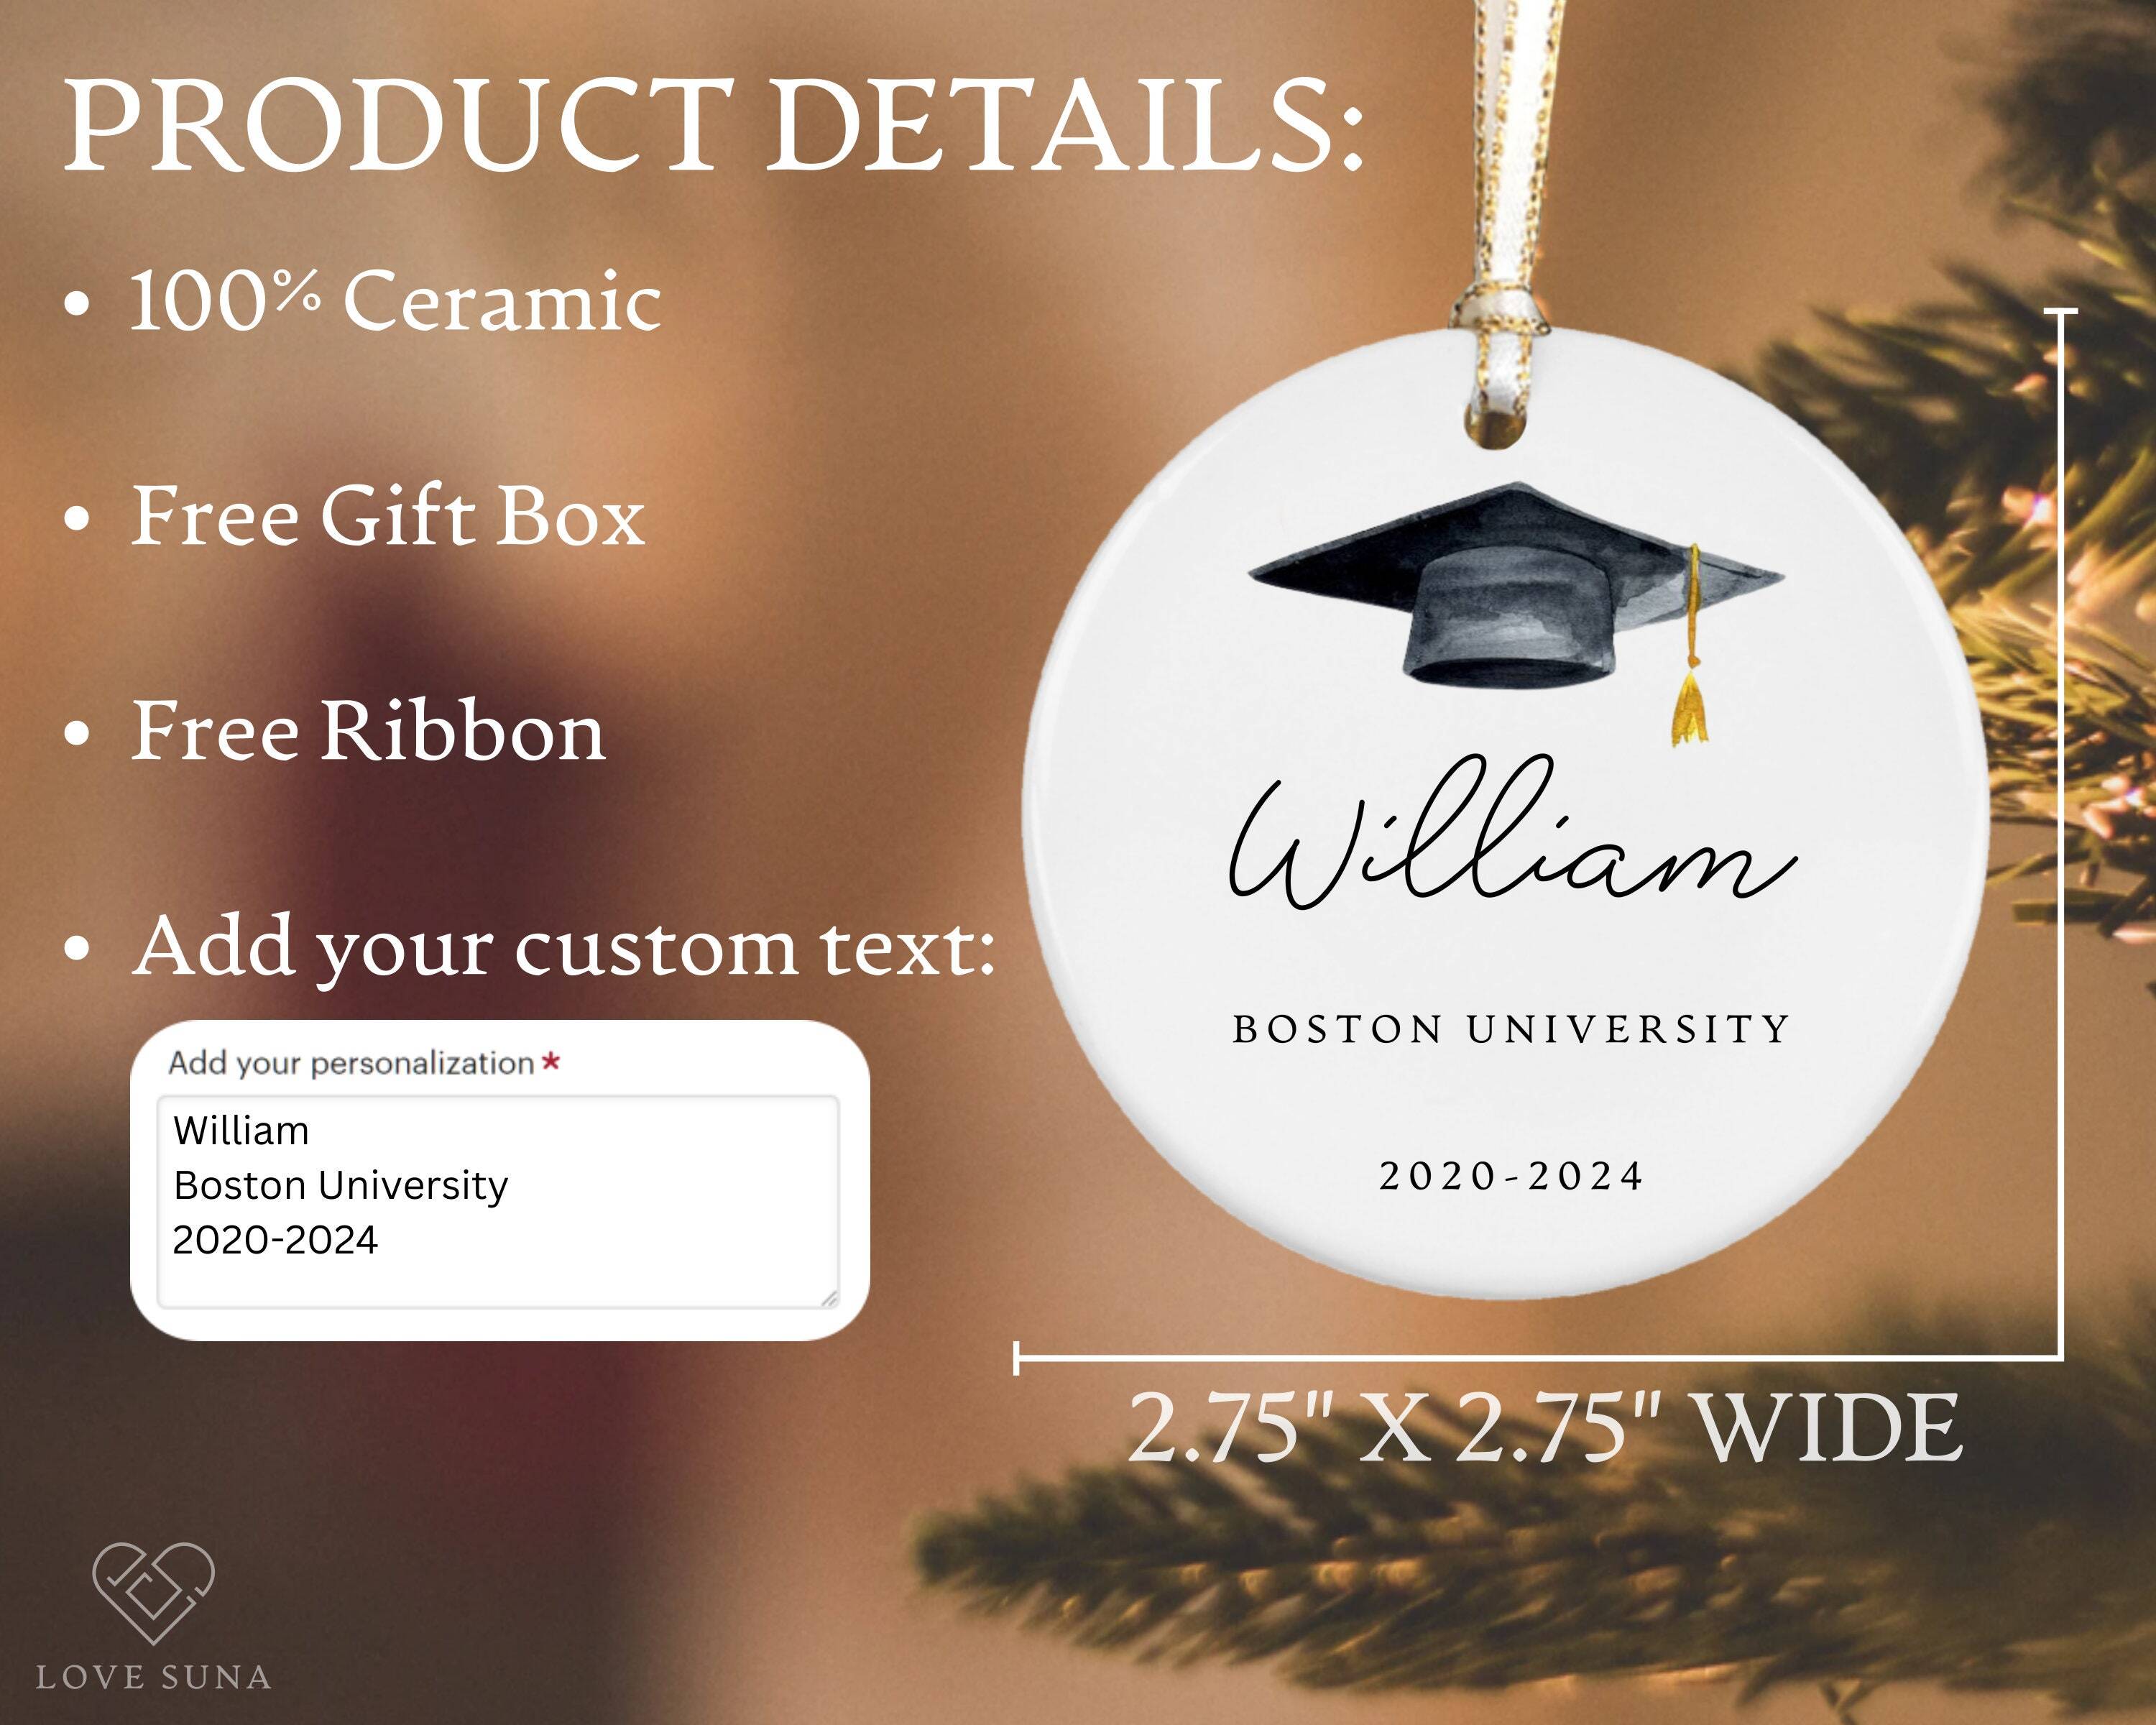 PRODUCT DETAILS:
• 100% Ceramic
• Free Gift Box
• Free Ribbon
• Add your custom text:
Add your personalization *
William
Boston University
2020-2024
William
BOSTON UNIVERSITY
2020-2024
2.75" X 2.75" WIDE
LOVE SUNA